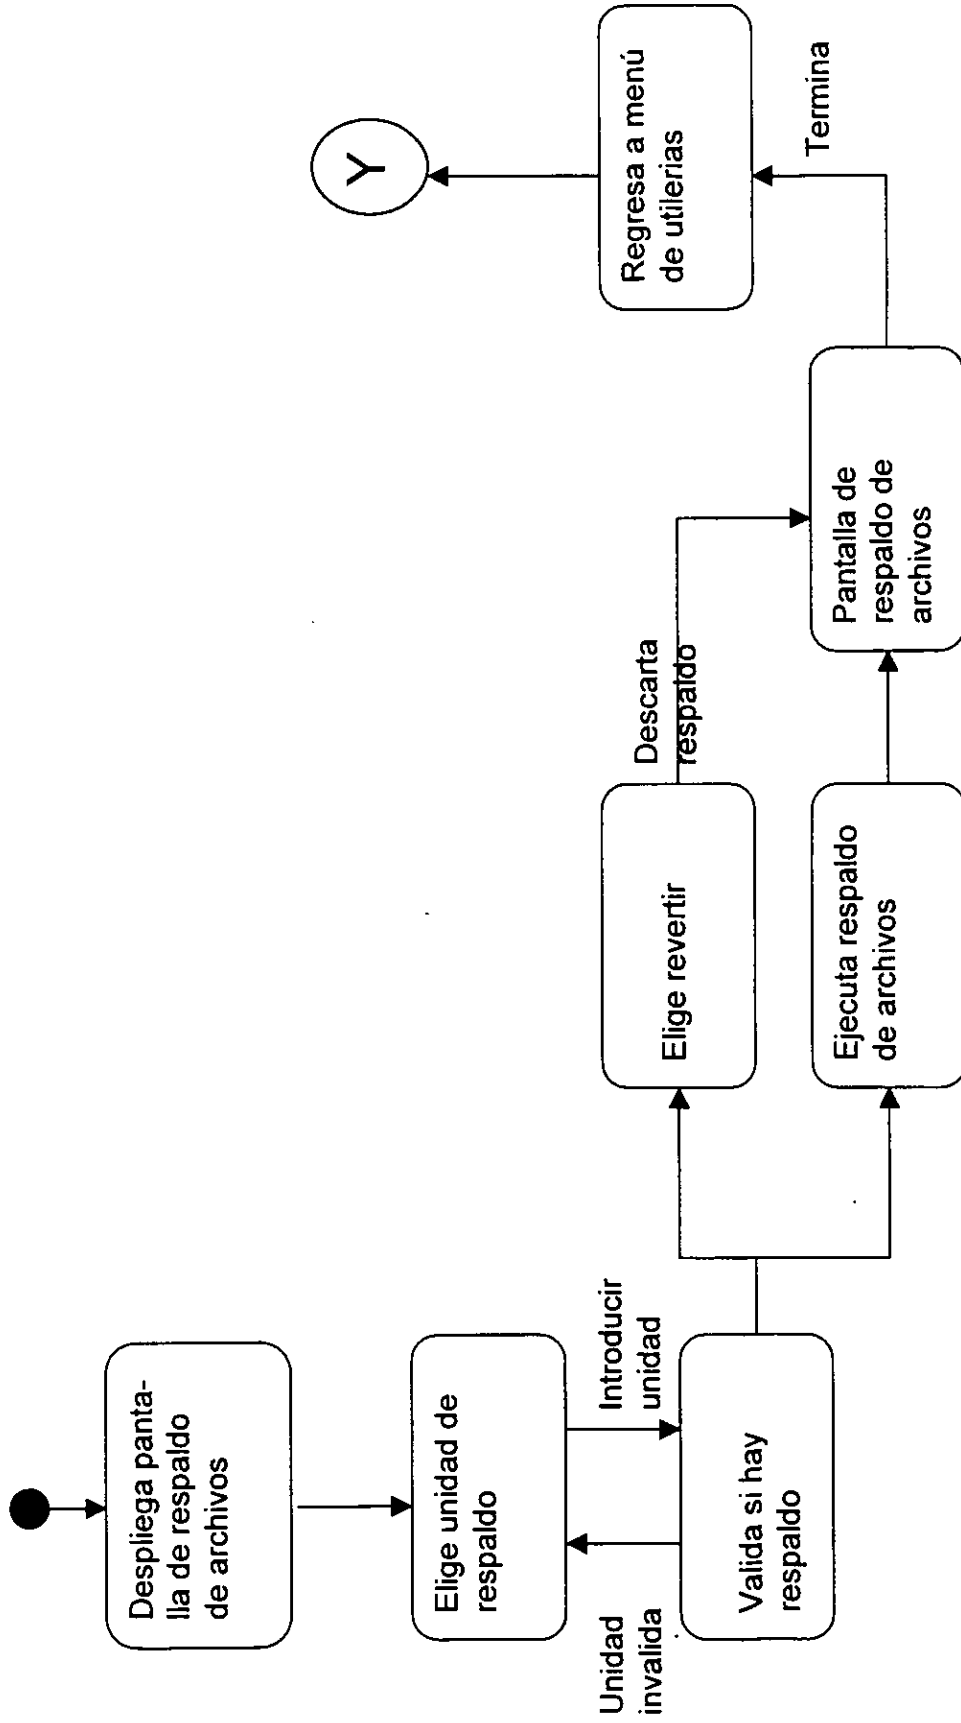 Despliega panta-
lla de respaldo
de archivos
Elige unidad de
respaldo
Unidad
invalida
Introducir
unidad
Valida si hay
respaldo
Elige revertir
Descarta
respaldo
Ejecuta respaldo
de archivos
Pantalla de
respaldo de
archivos
Termina
Regresa a menú
de utilerias
Y